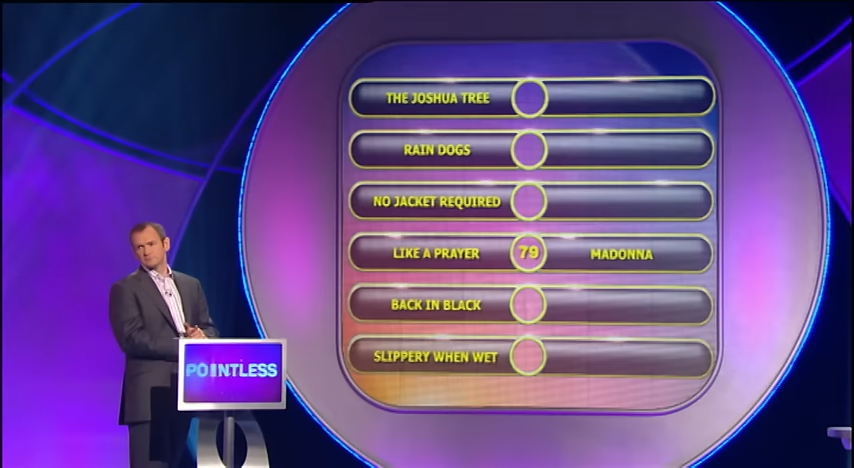 THE JOSHUA TREE
RAIN DOGS
NO JACKET REQUIRED
LIKE A PRAYER 79 MADONNA
BACK IN BLACK
SLIPPERY WHEN WET
POINTLESS